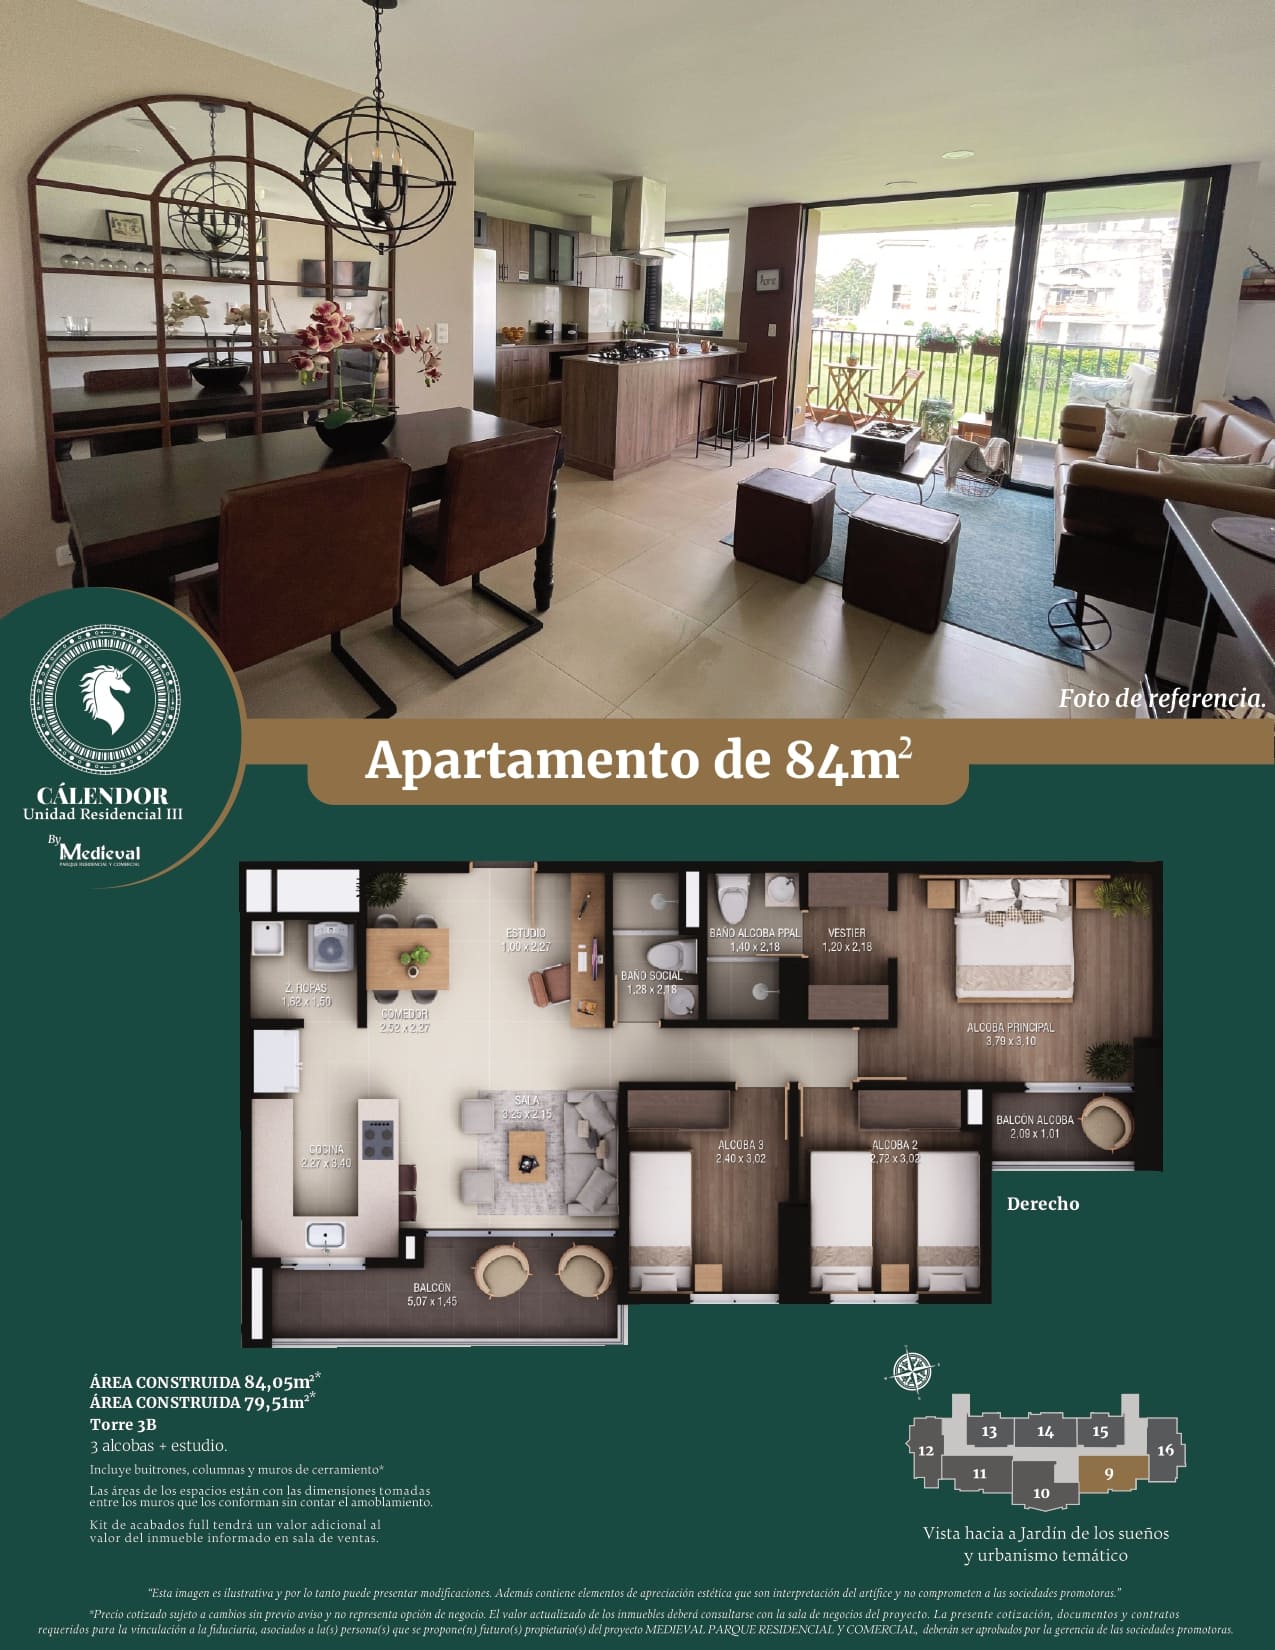 home
Foto de referencia.
Apartamento de 84m²
CÁLENDOR
Unidad Residencial III
By Medieval
PARQUE RESIDENCIAL Y COMERCIAL
ESTUDIO
1,00 x 2,27
BAÑO SOCIAL
1,28 x 2,18
BAÑO ALCOBA PPAL
1,40 x 2,18
VESTIER
1,20 x 2,18
Z. ROPAS
1,62 x 1,50
COMEDOR
2,52 x 2,27
ALCOBA PRINCIPAL
3,79 x 3,10
SALA
3,25 x 2,15
COCINA
2,27 x 3,40
ALCOBA 3
2,40 x 3,02
ALCOBA 2
2,72 x 3,02
BALCÓN ALCOBA
2,09 x 1,01
Derecho
BALCÓN
5,07 x 1,45
ÁREA CONSTRUIDA 84,05m²*
ÁREA CONSTRUIDA 79,51m²*
Torre 3B
3 alcobas + estudio.
Incluye buitrones, columnas y muros de cerramiento*
Las áreas de los espacios están con las dimensiones tomadas
entre los muros que los conforman sin contar el amoblamiento.
Kit de acabados full tendrá un valor adicional al
valor del inmueble informado en sala de ventas.
12
13
14
15
16
11
10
9
Vista hacia a Jardín de los sueños
y urbanismo temático
“Esta imagen es ilustrativa y por lo tanto puede presentar modificaciones. Además contiene elementos de apreciación estética que son interpretación del artífice y no comprometen a las sociedades promotoras.”
*Precio cotizado sujeto a cambios sin previo aviso y no representa opción de negocio. El valor actualizado de los inmuebles deberá consultarse con la sala de negocios del proyecto. La presente cotización, documentos y contratos
requeridos para la vinculación a la fiduciaria, asociados a la(s) persona(s) que se propone(n) futuro(s) propietario(s) del proyecto MEDIEVAL PARQUE RESIDENCIAL Y COMERCIAL, deberán ser aprobados por la gerencia de las sociedades promotoras.